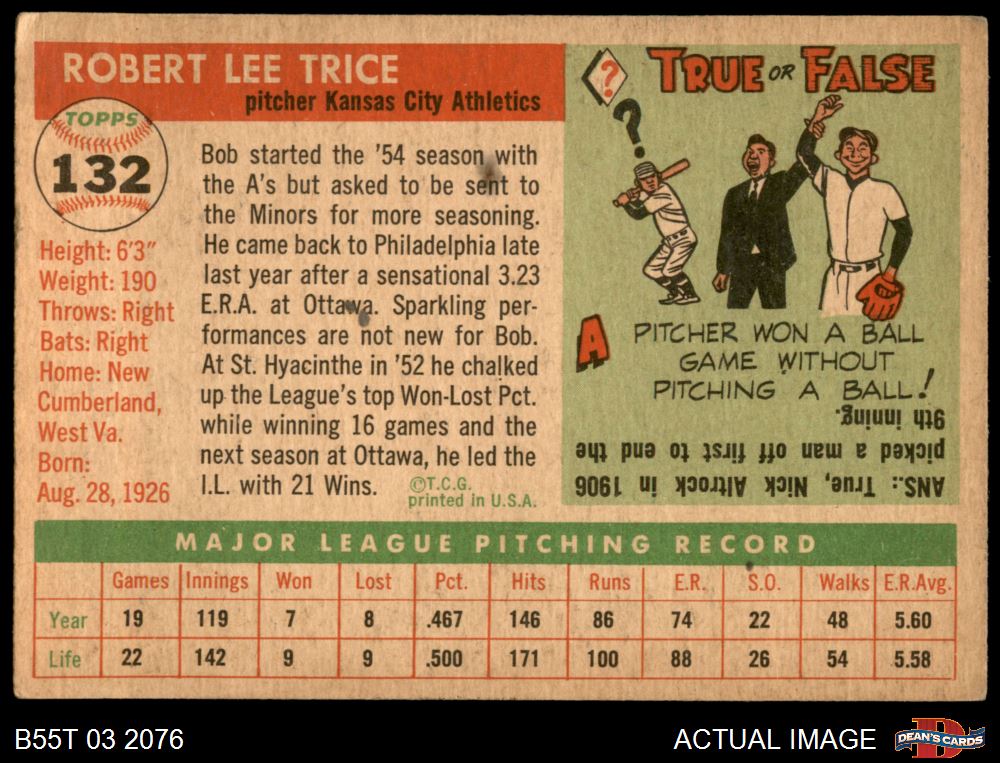 ROBERT LEE TRICE
pitcher Kansas City Athletics
TOPPS
132
Height: 6'3"
Weight: 190
Throws: Right
Bats: Right
Home: New
Cumberland,
West Va.
Born:
Aug. 28, 1926
Bob started the '54 season with
the A's but asked to be sent to
the Minors for more seasoning.
He came back to Philadelphia late
last year after a sensational 3.23
E.R.A. at Ottawa. Sparkling per-
formances are not new for Bob.
At St. Hyacinthe in '52 he chalked
up the League's top Won-Lost Pct.
while winning 16 games and the
next season at Ottawa, he led the
I.L. with 21 Wins.
©T.C.G.
printed in U.S.A.
?
?
TRUE OR FALSE
A PITCHER WON A BALL
GAME WITHOUT
PITCHING A BALL!
ANS.: True, Nick Altrock in 1906
picked a man off first to end the
9th inning.
MAJOR LEAGUE PITCHING RECORD
Games Innings Won Lost Pct. Hits Runs E.R. S.O. Walks E.R.Avg.
Year 19 119 7 8 .467 146 86 74 22 48 5.60
Life 22 142 9 9 .500 171 100 88 26 54 5.58
B55T 03 2076
ACTUAL IMAGE
D
DEAN'S CARDS